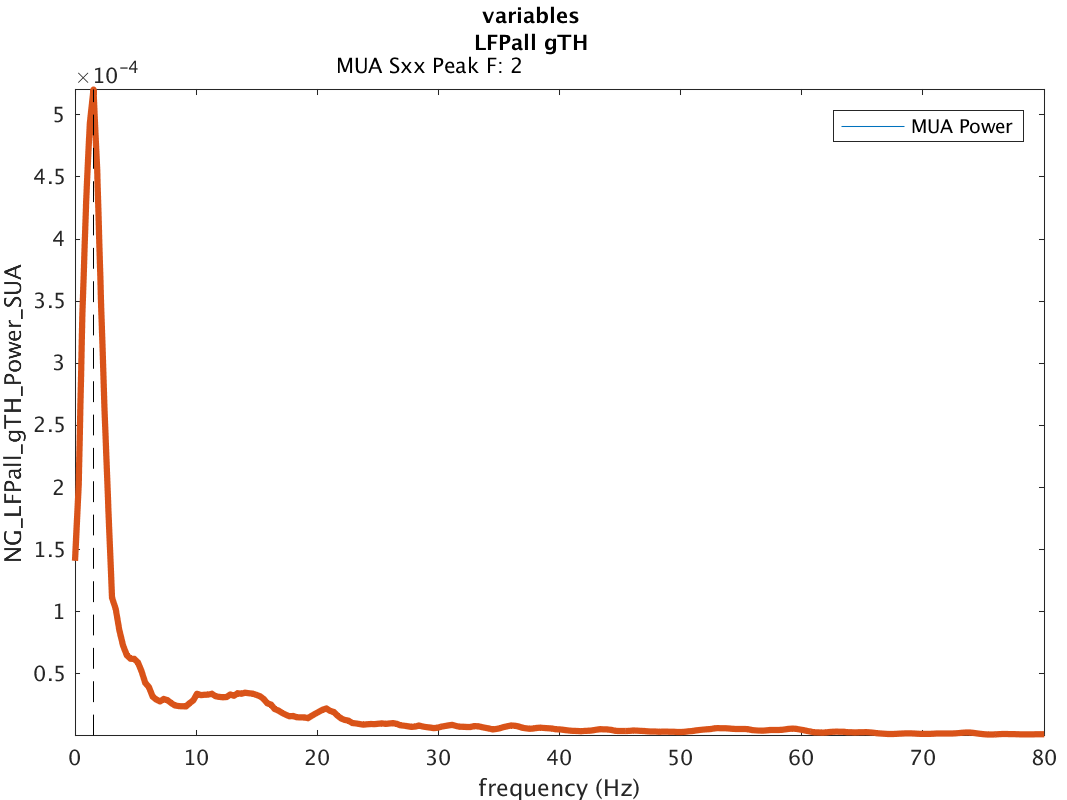 variables
LFPall gTH
MUA Sxx Peak F: 2
×10⁻⁴
MUA Power
5
4.5
4
3.5
3
2.5
2
1.5
1
0.5
NG_LFPall_gTH_Power_SUA
0 10 20 30 40 50 60 70 80
frequency (Hz)